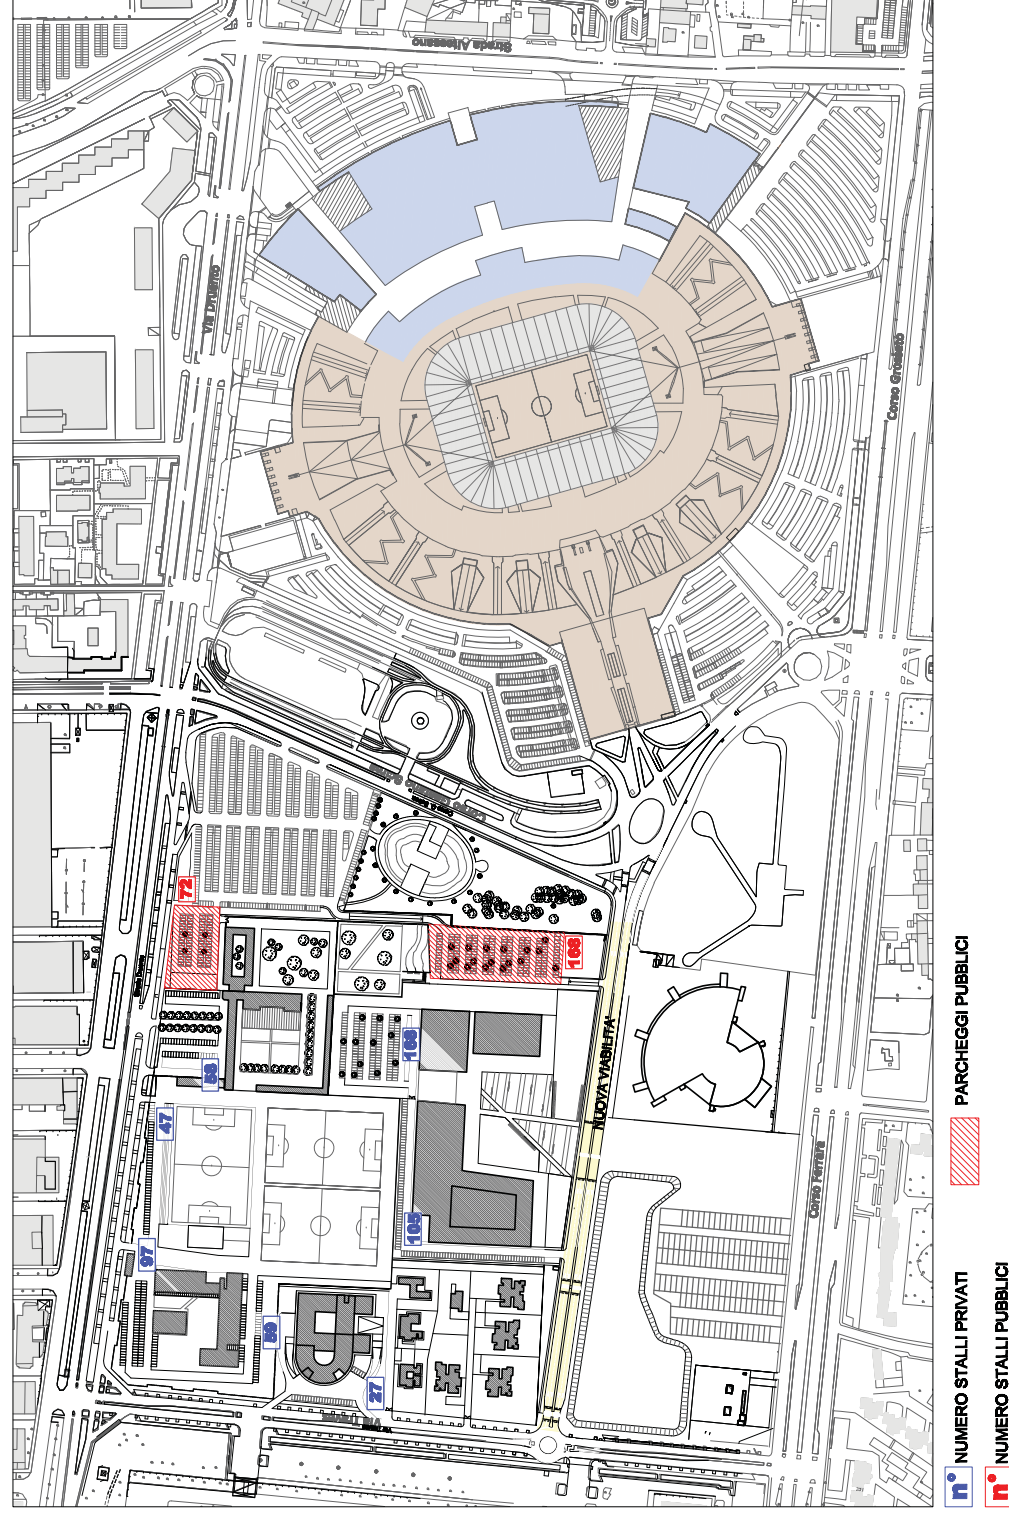 Strada Altessano
Via Druento
Corso Grosseto
72
168
NUOVA VIABILITA'
58
168
47
105
97
59
27
Corso Ferrara
PARCHEGGI PUBBLICI
n° NUMERO STALLI PRIVATI
n° NUMERO STALLI PUBBLICI